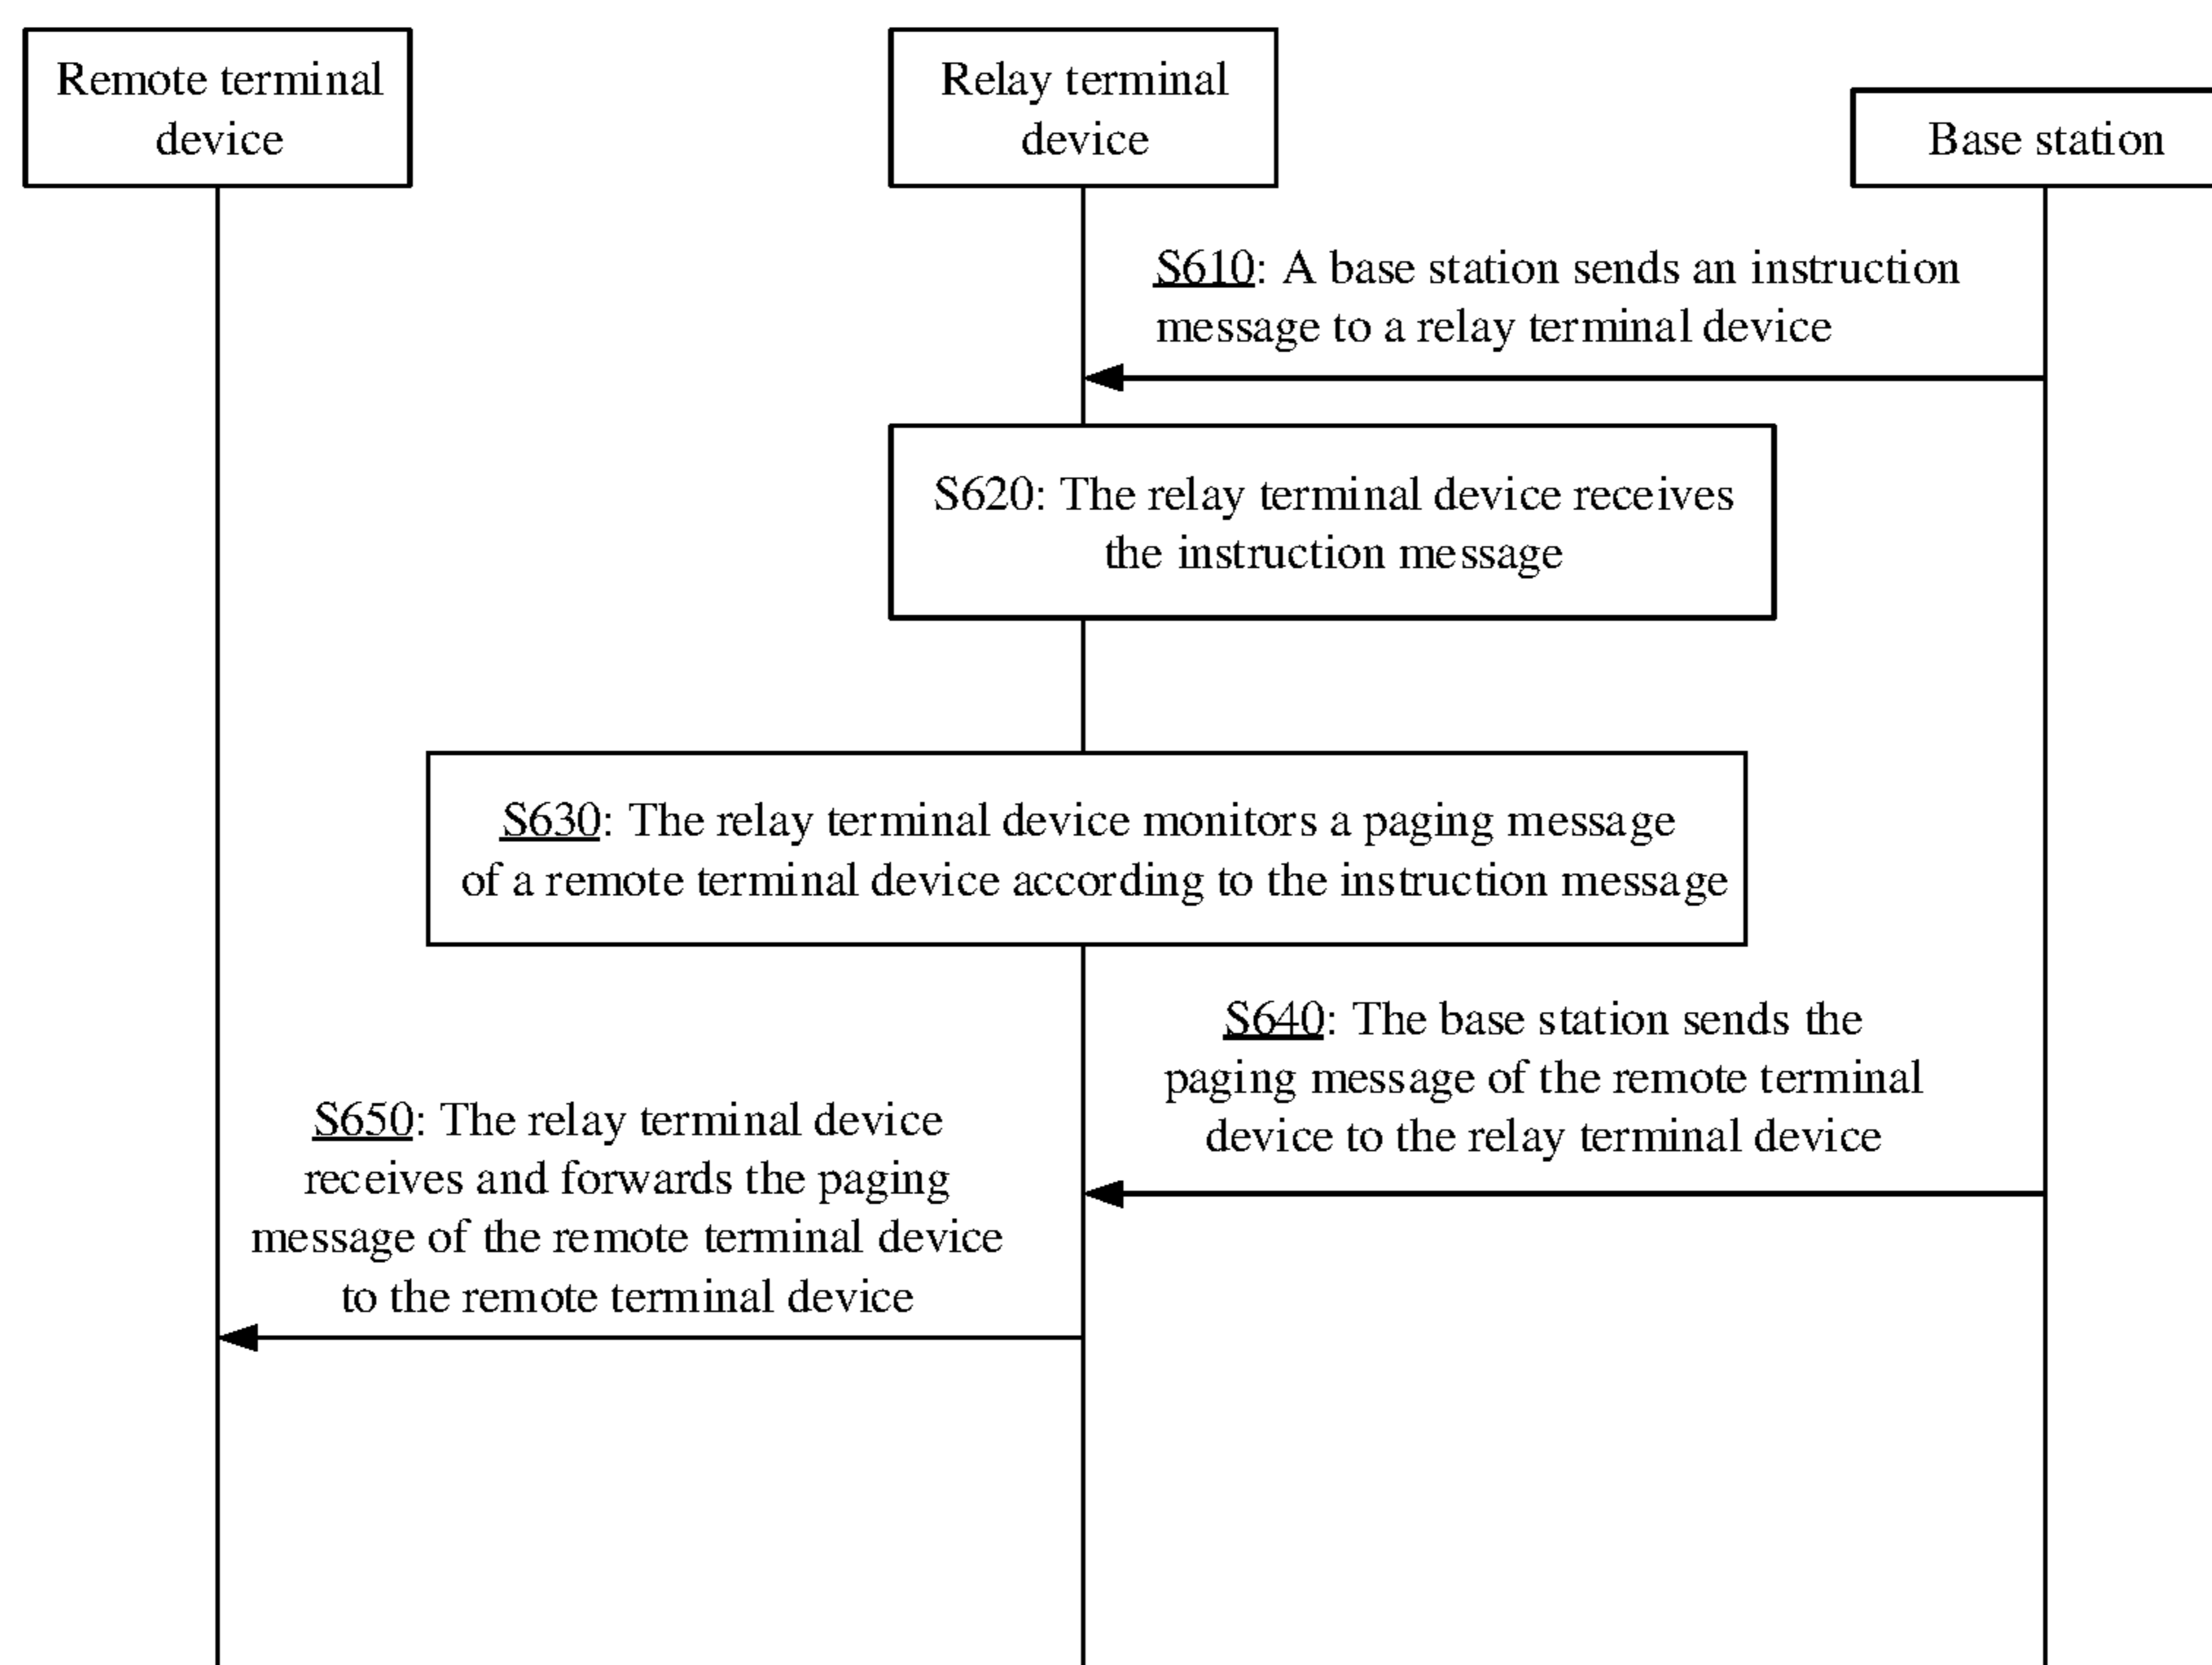 Remote terminal
device
Relay terminal
device
Base station
S610: A base station sends an instruction
message to a relay terminal device
S620: The relay terminal device receives
the instruction message
S630: The relay terminal device monitors a paging message
of a remote terminal device according to the instruction message
S640: The base station sends the
paging message of the remote terminal
device to the relay terminal device
S650: The relay terminal device
receives and forwards the paging
message of the remote terminal device
to the remote terminal device